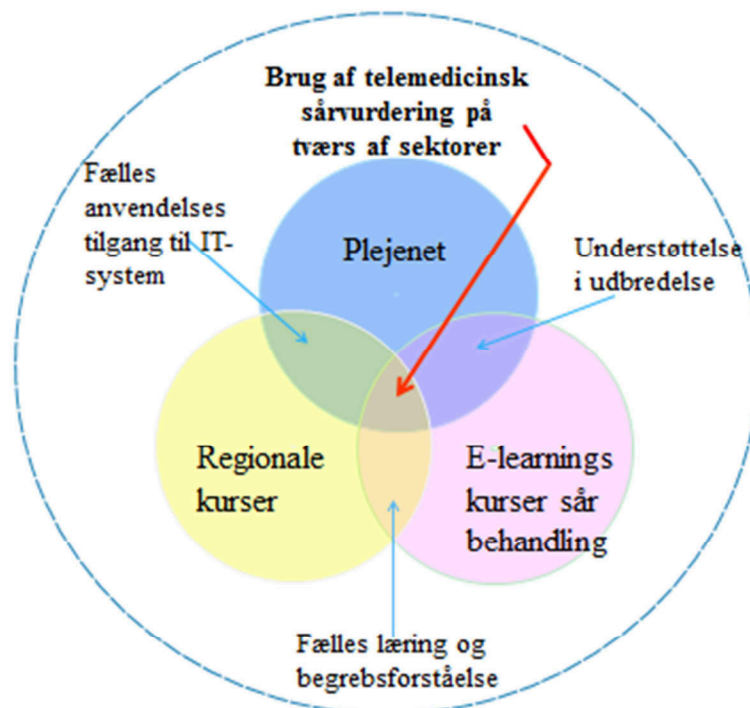 Brug af telemedicinsk
sårvurdering på
tværs af sektorer
Fælles
anvendelses
tilgang til IT-
system
Plejenet
Understøttelse
i udbredelse
Regionale
kurser
E-learnings
kurser sår
behandling
Fælles læring og
begrebsforståelse